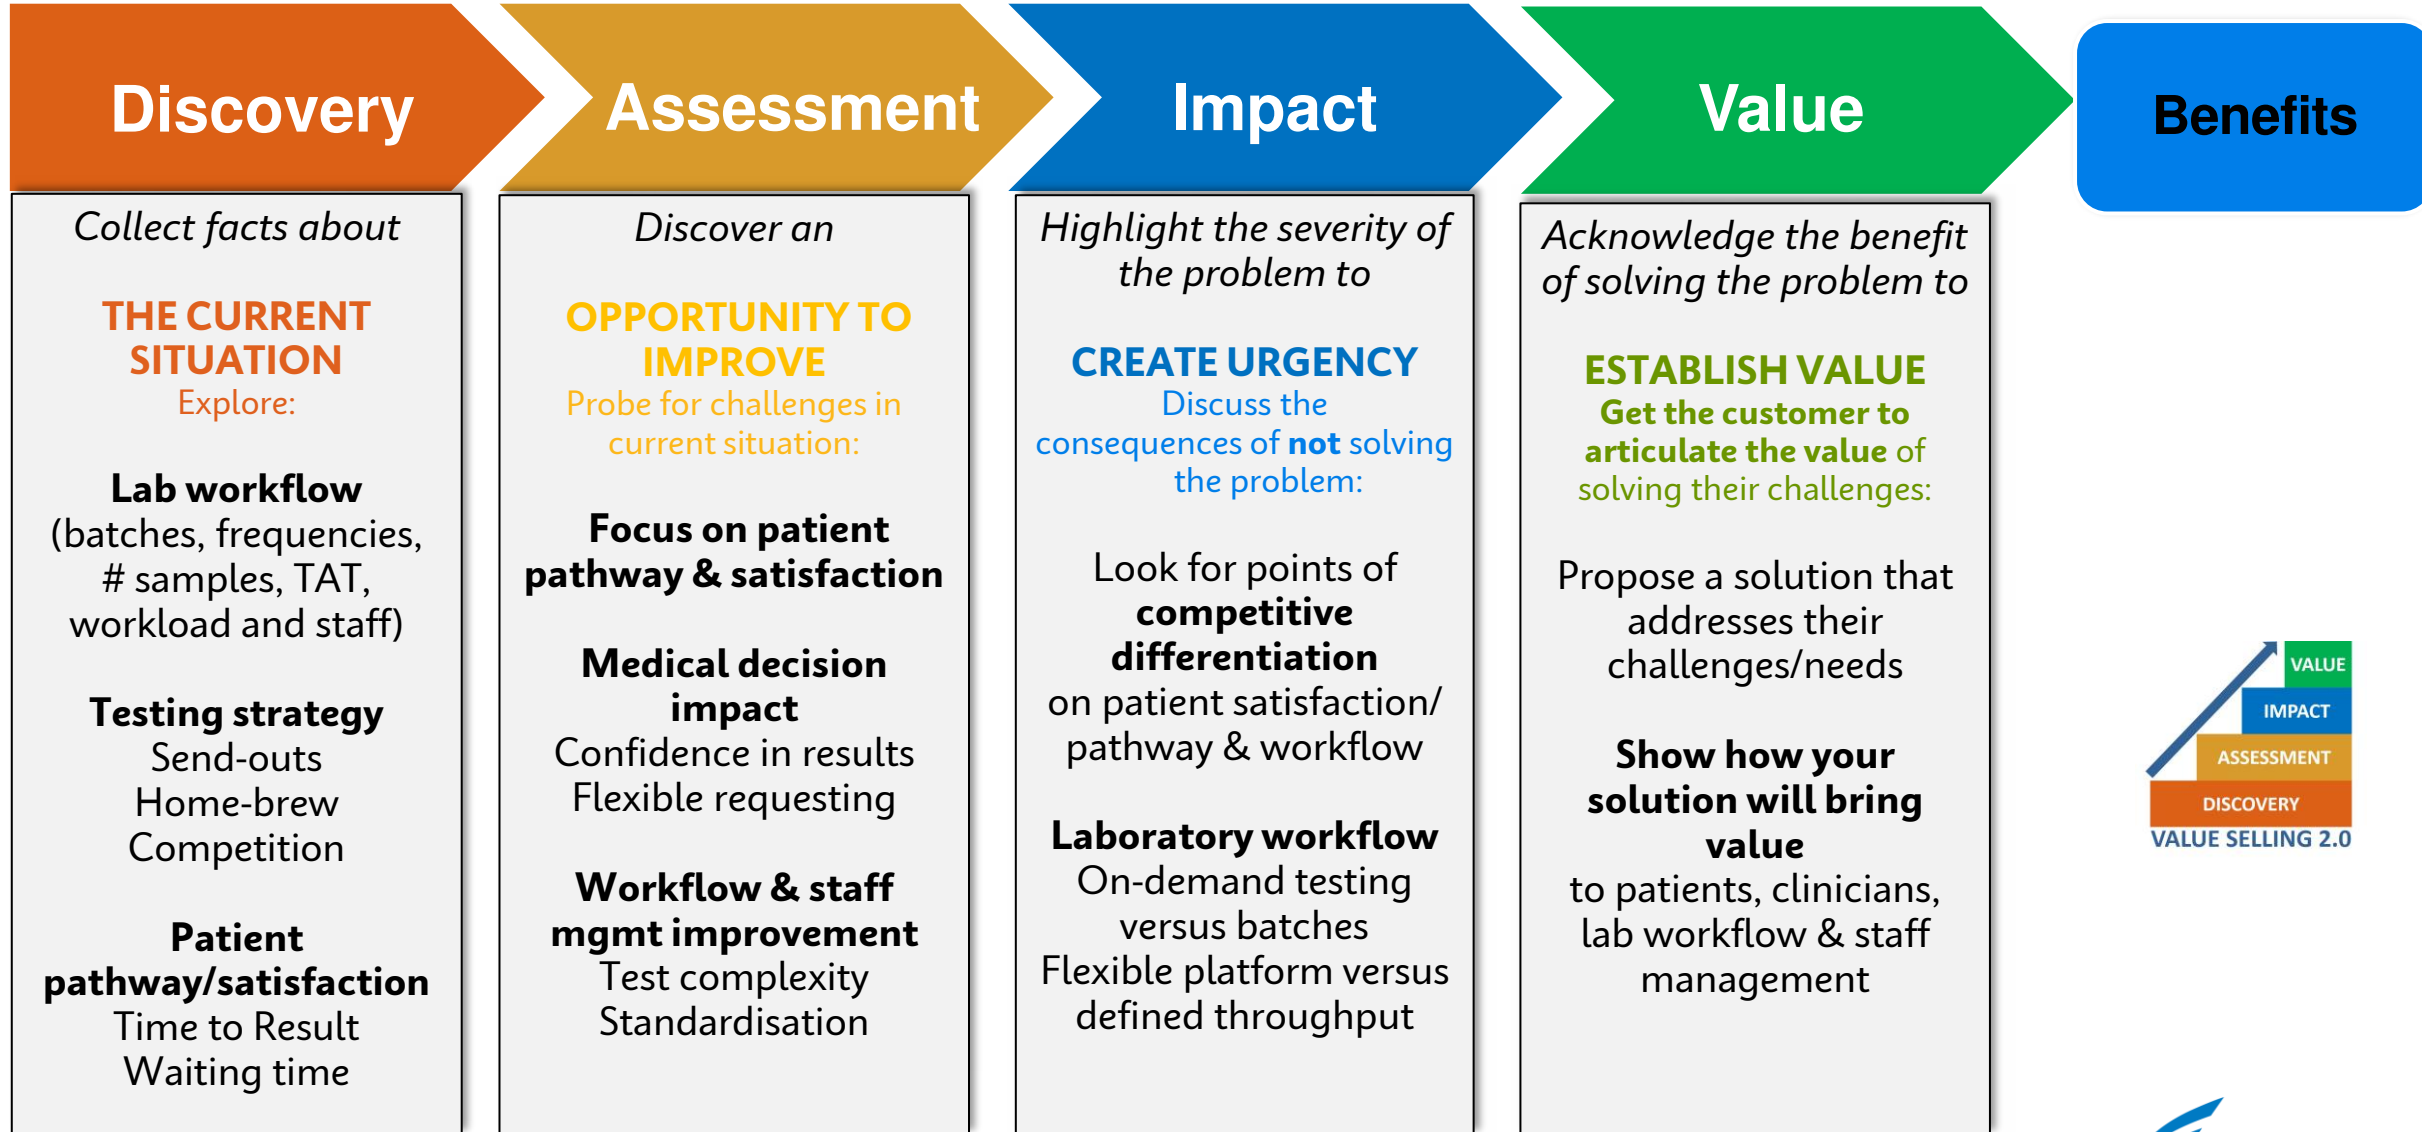 Discovery
Assessment
Impact
Value
Benefits
Collect facts about
THE CURRENT
SITUATION
Explore:
Lab workflow
(batches, frequencies,
# samples, TAT,
workload and staff)
Testing strategy
Send-outs
Home-brew
Competition
Patient
pathway/satisfaction
Time to Result
Waiting time
Discover an
OPPORTUNITY TO
IMPROVE
Probe for challenges in
current situation:
Focus on patient
pathway & satisfaction
Medical decision
impact
Confidence in results
Flexible requesting
Workflow & staff
mgmt improvement
Test complexity
Standardisation
Highlight the severity of
the problem to
CREATE URGENCY
Discuss the
consequences of not solving
the problem:
Look for points of
competitive
differentiation
on patient satisfaction/
pathway & workflow
Laboratory workflow
On-demand testing
versus batches
Flexible platform versus
defined throughput
Acknowledge the benefit
of solving the problem to
ESTABLISH VALUE
Get the customer to
articulate the value of
solving their challenges:
Propose a solution that
addresses their
challenges/needs
Show how your
solution will bring
value
to patients, clinicians,
lab workflow & staff
management
VALUE
IMPACT
ASSESSMENT
DISCOVERY
VALUE SELLING 2.0